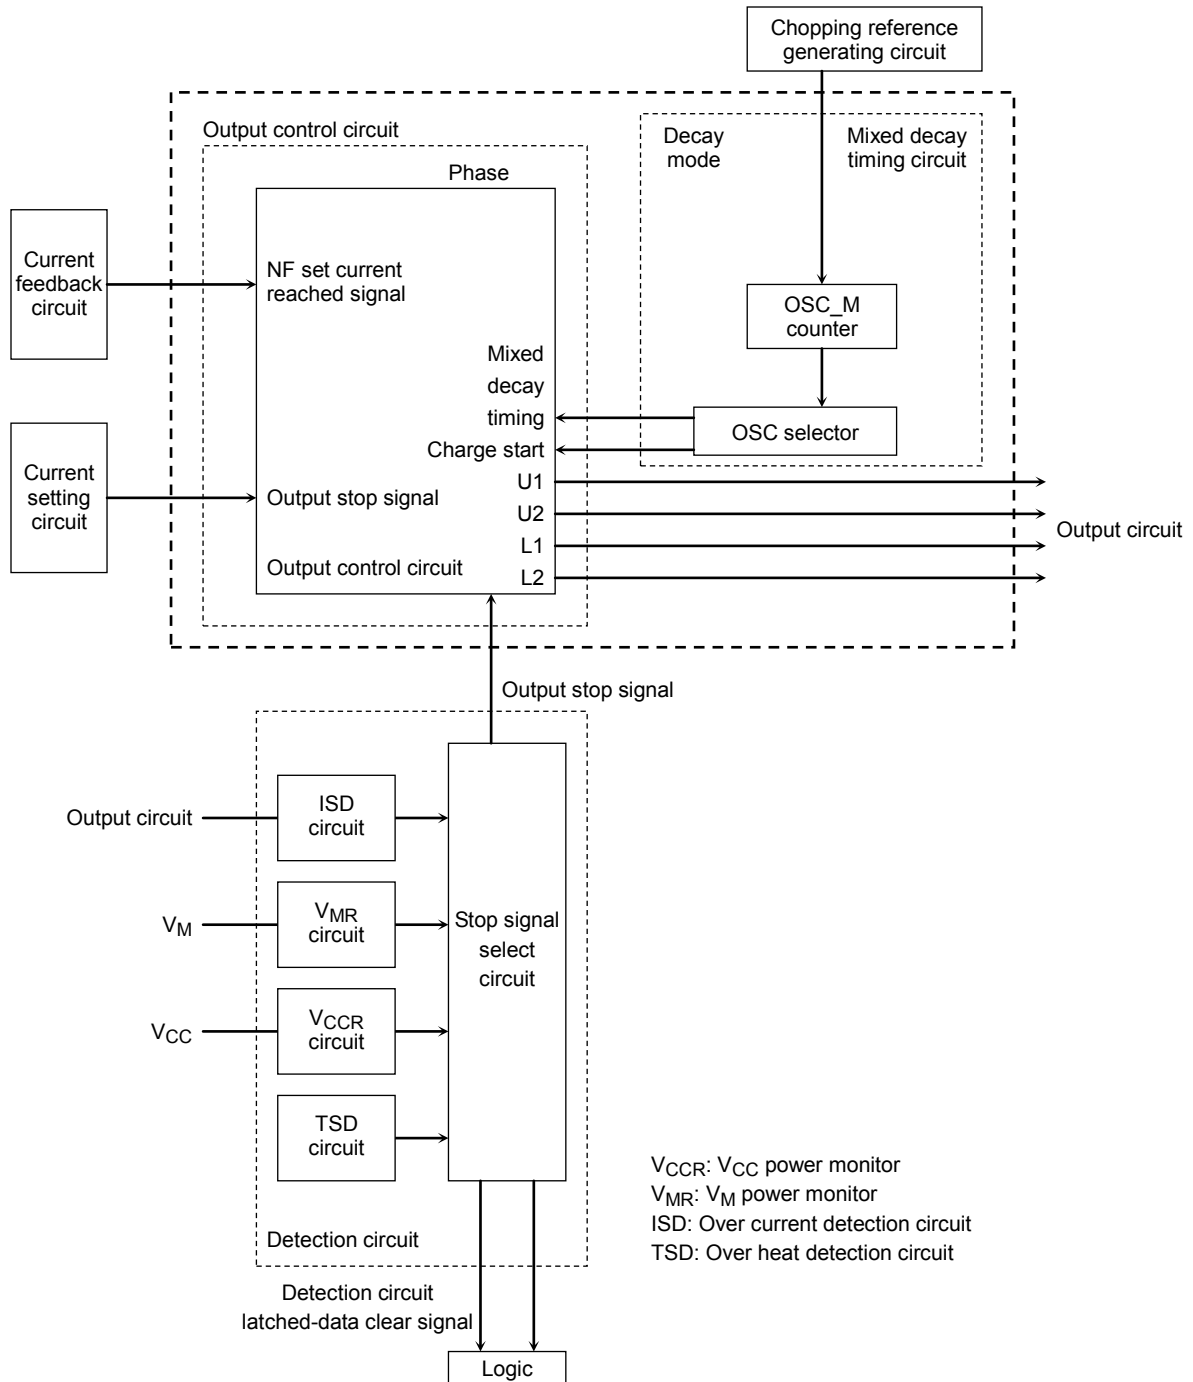 Chopping reference
generating circuit
Output control circuit
Decay
mode
Mixed decay
timing circuit
Phase
Current
feedback
circuit
NF set current
reached signal
OSC_M
counter
Mixed
decay
timing
OSC selector
Charge start
Current
setting
circuit
Output stop signal
U1
U2
L1
L2
Output circuit
Output control circuit
Output stop signal
Output circuit
ISD
circuit
VM
VMR
circuit
Stop signal
select
circuit
VCC
VCCR
circuit
TSD
circuit
Detection circuit
VCCR: VCC power monitor
VMR: VM power monitor
ISD: Over current detection circuit
TSD: Over heat detection circuit
Detection circuit
latched-data clear signal
Logic